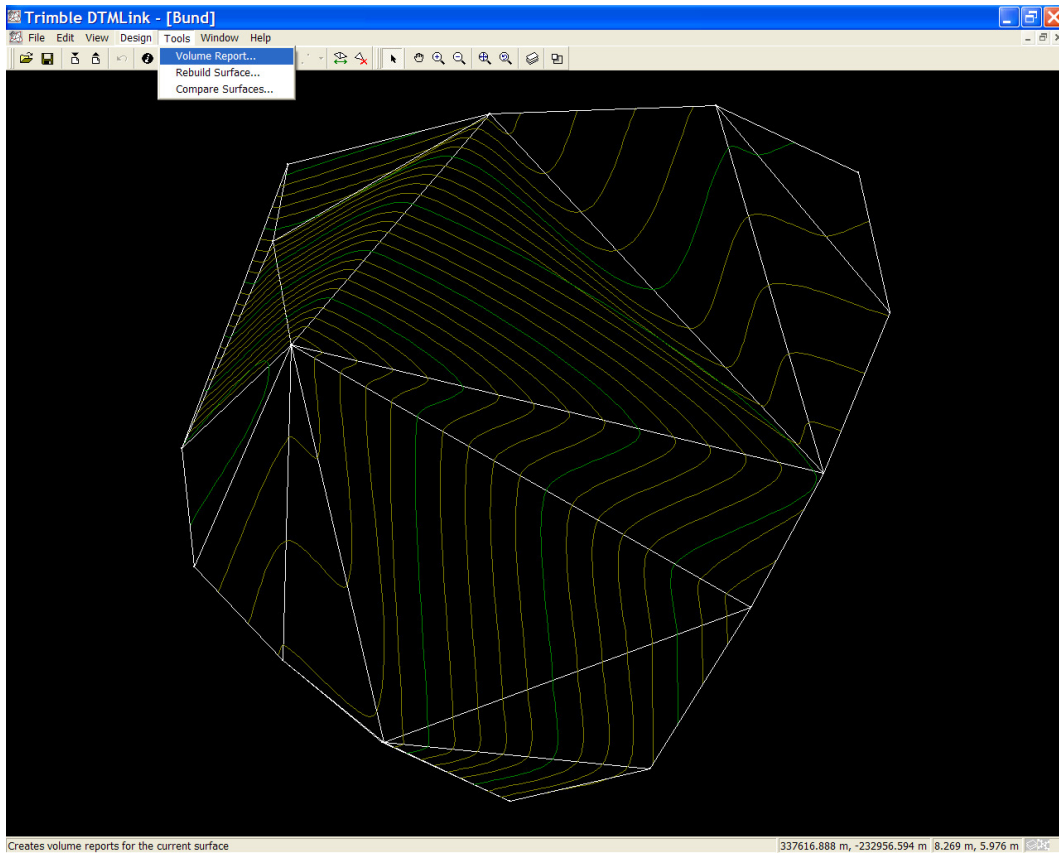 Trimble DTMLink - [Bund]
File Edit View Design Tools Window Help
Volume Report...
Rebuild Surface...
Compare Surfaces...
Creates volume reports for the current surface
337616.888 m, -232956.594 m 8.269 m, 5.976 m